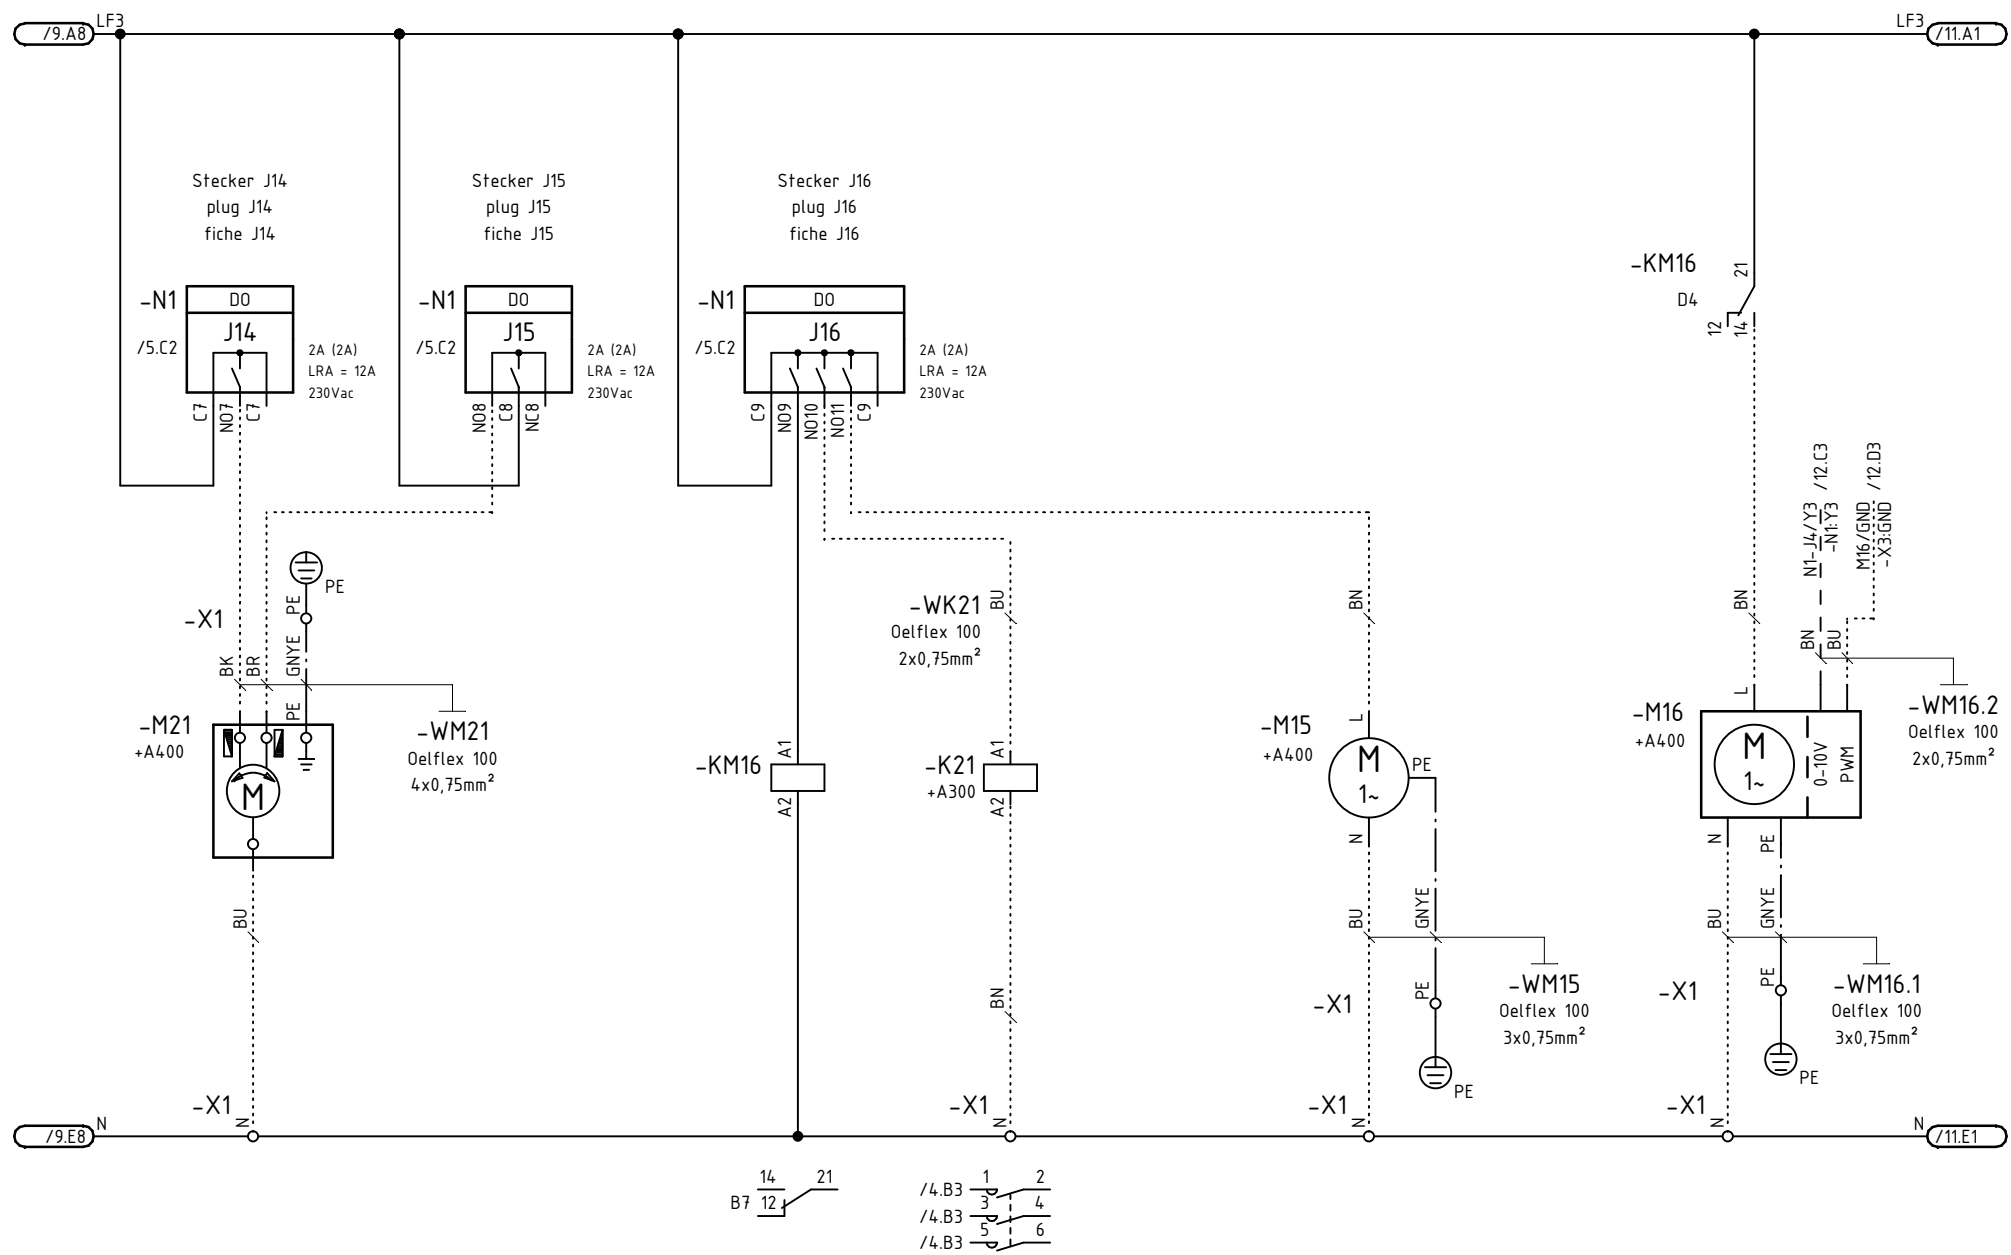 LF3
/9.A8
LF3
/11.A1
Stecker J14
plug J14
fiche J14
Stecker J15
plug J15
fiche J15
Stecker J16
plug J16
fiche J16
-N1
DO
J14
/5.C2
2A (2A)
LRA = 12A
230Vac
C7
NO7
C7
-N1
DO
J15
/5.C2
2A (2A)
LRA = 12A
230Vac
NO8
C8
NC8
-N1
DO
J16
/5.C2
2A (2A)
LRA = 12A
230Vac
C9
NO9
NO10
NO11
C9
-KM16
D4
21
12
14
N1-J4/Y3 /12.C3
-N1:Y3
M16/GND /12.D3
-X3:GND
PE
PE
-X1
BK
BR
GNYE
PE
-M21
+A400
M
-WM21
Oelflex 100
4x0,75mm²
BU
-X1
N
-KM16
A1
A2
-WK21
Oelflex 100
2x0,75mm²
BU
-K21
+A300
A1
A2
BN
-X1
N
BN
-M15
+A400
L
M
1~
PE
N
BU
GNYE
-WM15
Oelflex 100
3x0,75mm²
-X1
PE
PE
-X1
N
BN
BN
BU
L
-M16
+A400
M
1~
0-10V
PWM
-WM16.2
Oelflex 100
2x0,75mm²
N
PE
BU
GNYE
-WM16.1
Oelflex 100
3x0,75mm²
-X1
PE
PE
-X1
N
/9.E8
N
N
/11.E1
14
21
B7
12
/4.B3
1
2
/4.B3
3
4
/4.B3
5
6